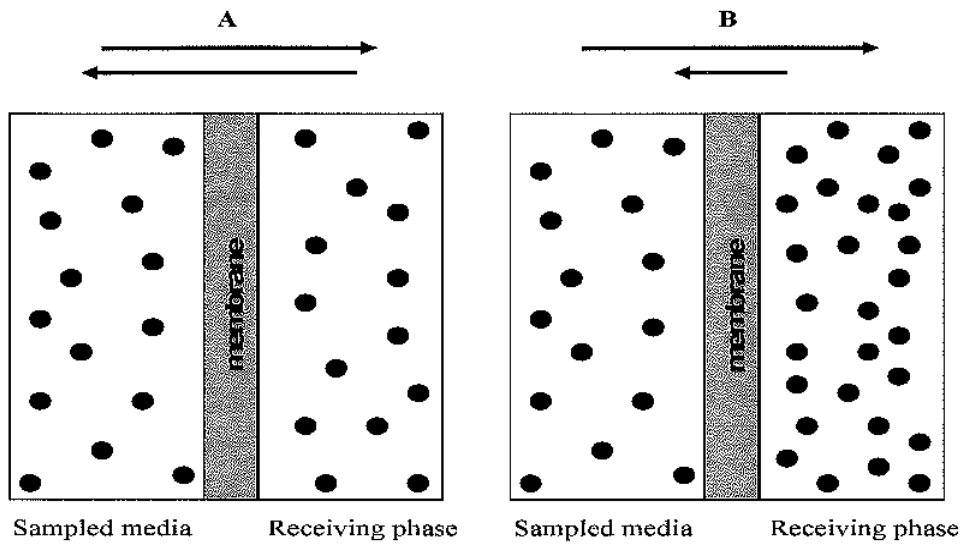 A
B
membrane
membrane
Sampled media
Receiving phase
Sampled media
Receiving phase